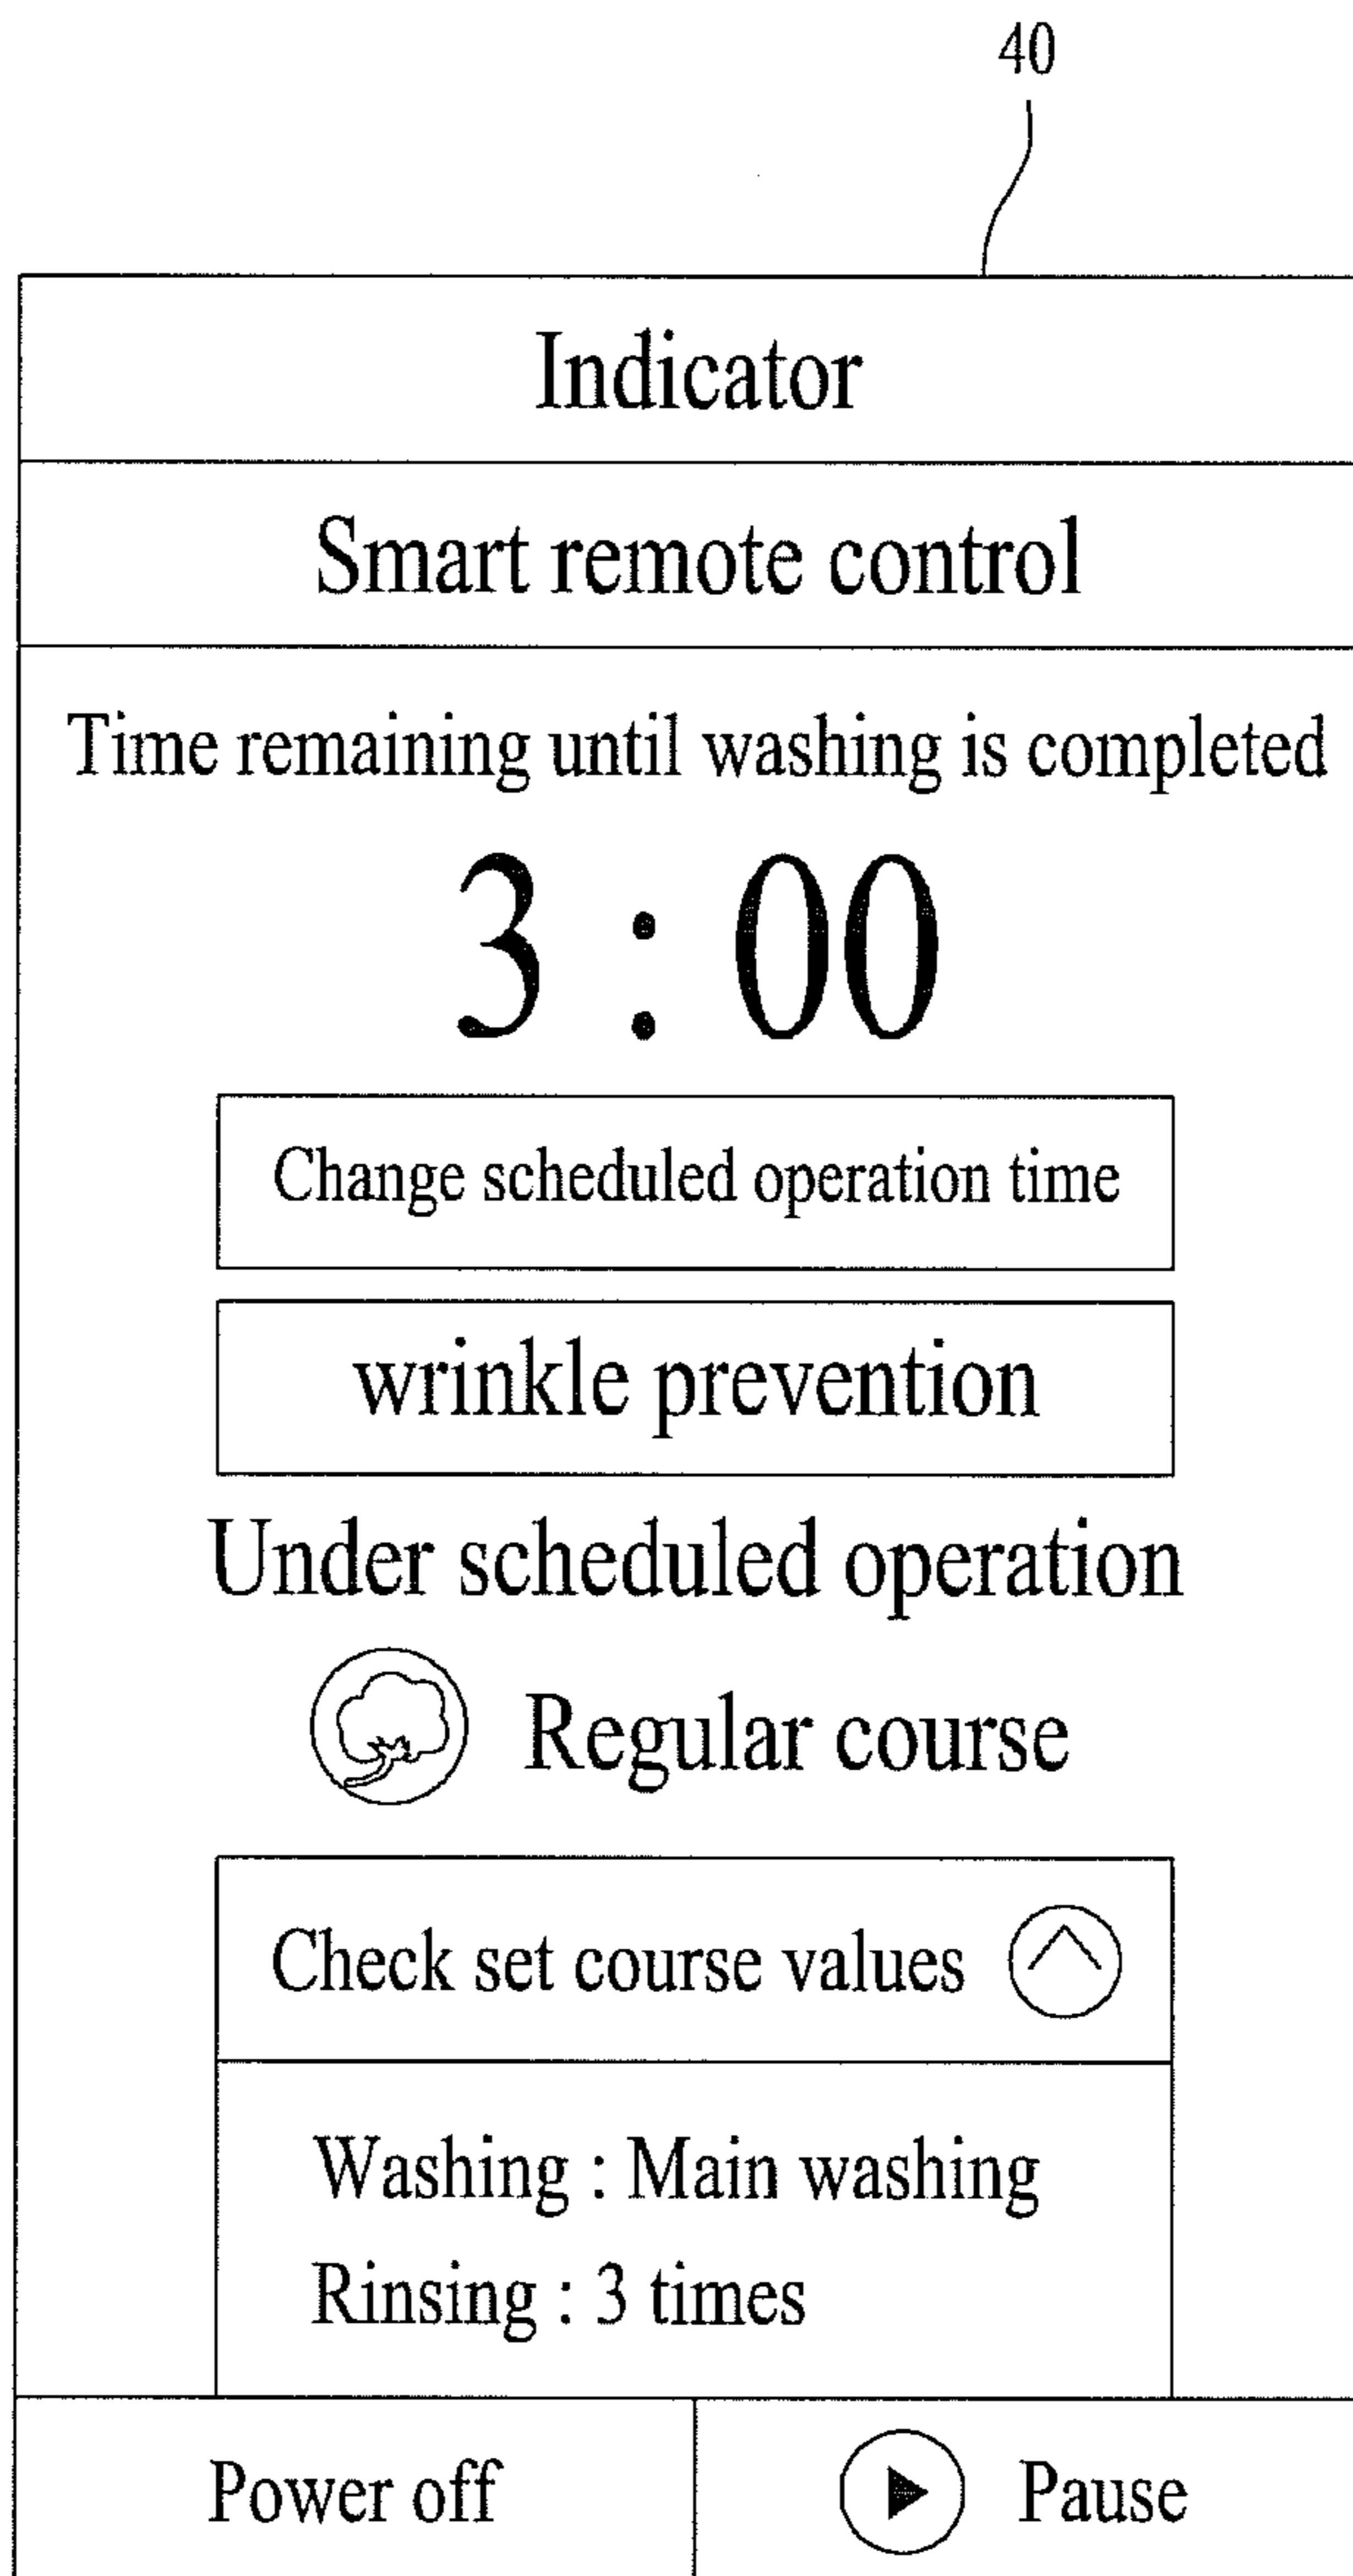 40
Indicator
Smart remote control
Time remaining until washing is completed
3 : 00
Change scheduled operation time
wrinkle prevention
Under scheduled operation
Regular course
Check set course values
Washing : Main washing
Rinsing : 3 times
Power off
Pause